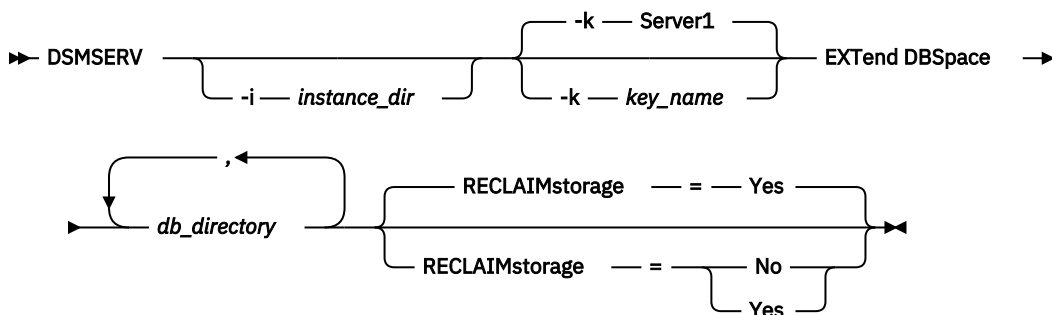 -k Server1
DSMSERV EXTend DBSpace
-i instance_dir -k key_name
,
RECLAIMstorage = Yes
db_directory
RECLAIMstorage = No
Yes